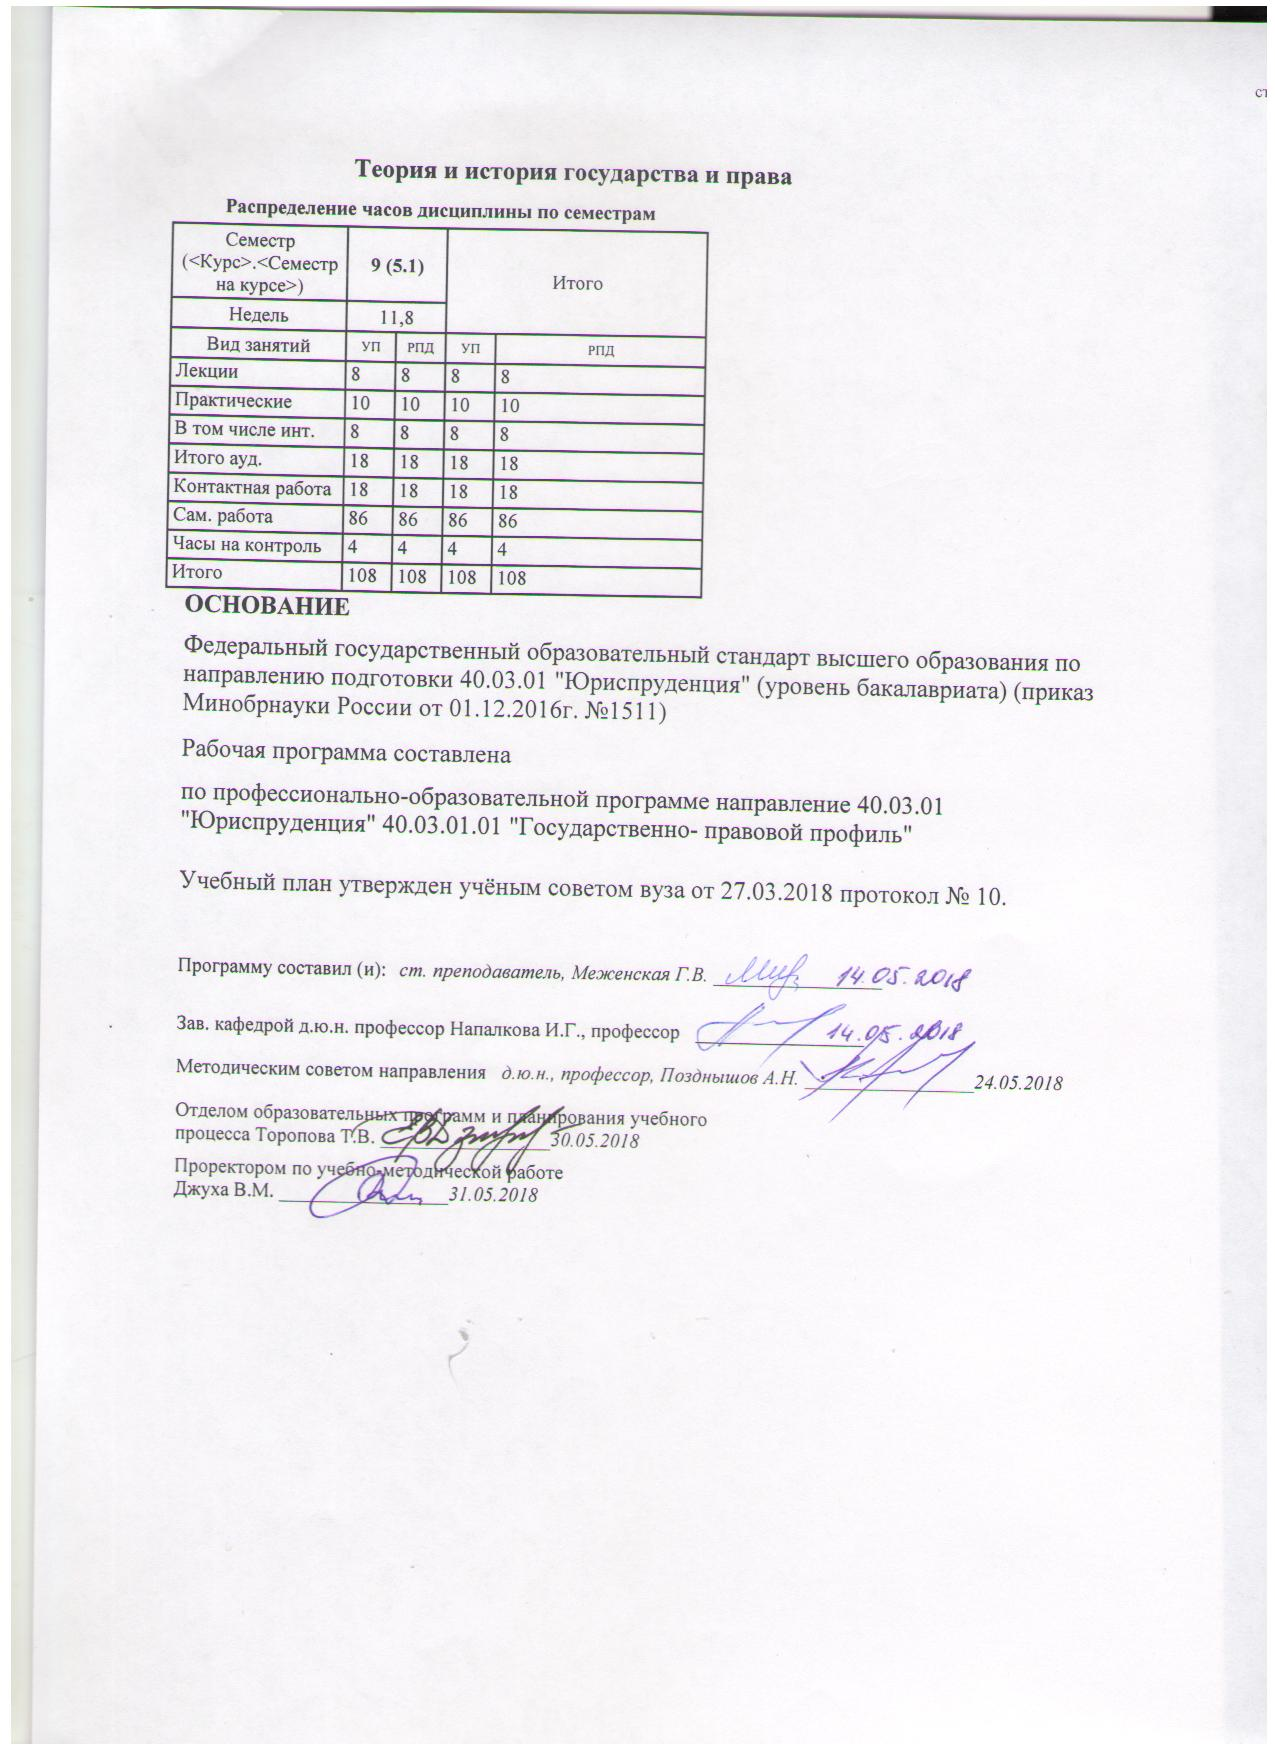 ст
Теория и история государства и права
Распределение часов дисциплины по семестрам
Семестр
(<Курс>.<Семестр
на курсе>)
9 (5.1)
Итого
Недель
11,8
Вид занятий УП РПД УП РПД
Лекции 8 8 8 8
Практические 10 10 10 10
В том числе инт. 8 8 8 8
Итого ауд. 18 18 18 18
Контактная работа 18 18 18 18
Сам. работа 86 86 86 86
Часы на контроль 4 4 4 4
Итого 108 108 108 108
ОСНОВАНИЕ
Федеральный государственный образовательный стандарт высшего образования по
направлению подготовки 40.03.01 "Юриспруденция" (уровень бакалавриата) (приказ
Минобрнауки России от 01.12.2016г. №1511)
Рабочая программа составлена
по профессионально-образовательной программе направление 40.03.01
"Юриспруденция" 40.03.01.01 "Государственно- правовой профиль"
Учебный план утвержден учёным советом вуза от 27.03.2018 протокол № 10.
Программу составил (и): ст. преподаватель, Меженская Г.В. 14.05.2018
Зав. кафедрой д.ю.н. профессор Напалкова И.Г., профессор 14.05.2018
Методическим советом направления д.ю.н., профессор, Позднышов А.Н. 24.05.2018
Отделом образовательных программ и планирования учебного
процесса Торопова Т.В. 30.05.2018
Проректором по учебно-методической работе
Джуха В.М. 31.05.2018